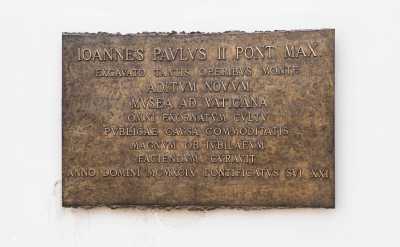 IOANNES PAVLVS II PONT MAX
EXCAVATO TANTIS OPERIBVS MONTE
ADITVM NOVVM
MVSEA AD VATICANA
OMNI EXORNATVM CVLTV
PVBLICAE CAVSA COMMODITATIS
MAGNVM OB IVBILAEVM
FACIENDVM CVRAVIT
ANNO DOMINI MCMXCIX PONTIFICATVS SVI XXI